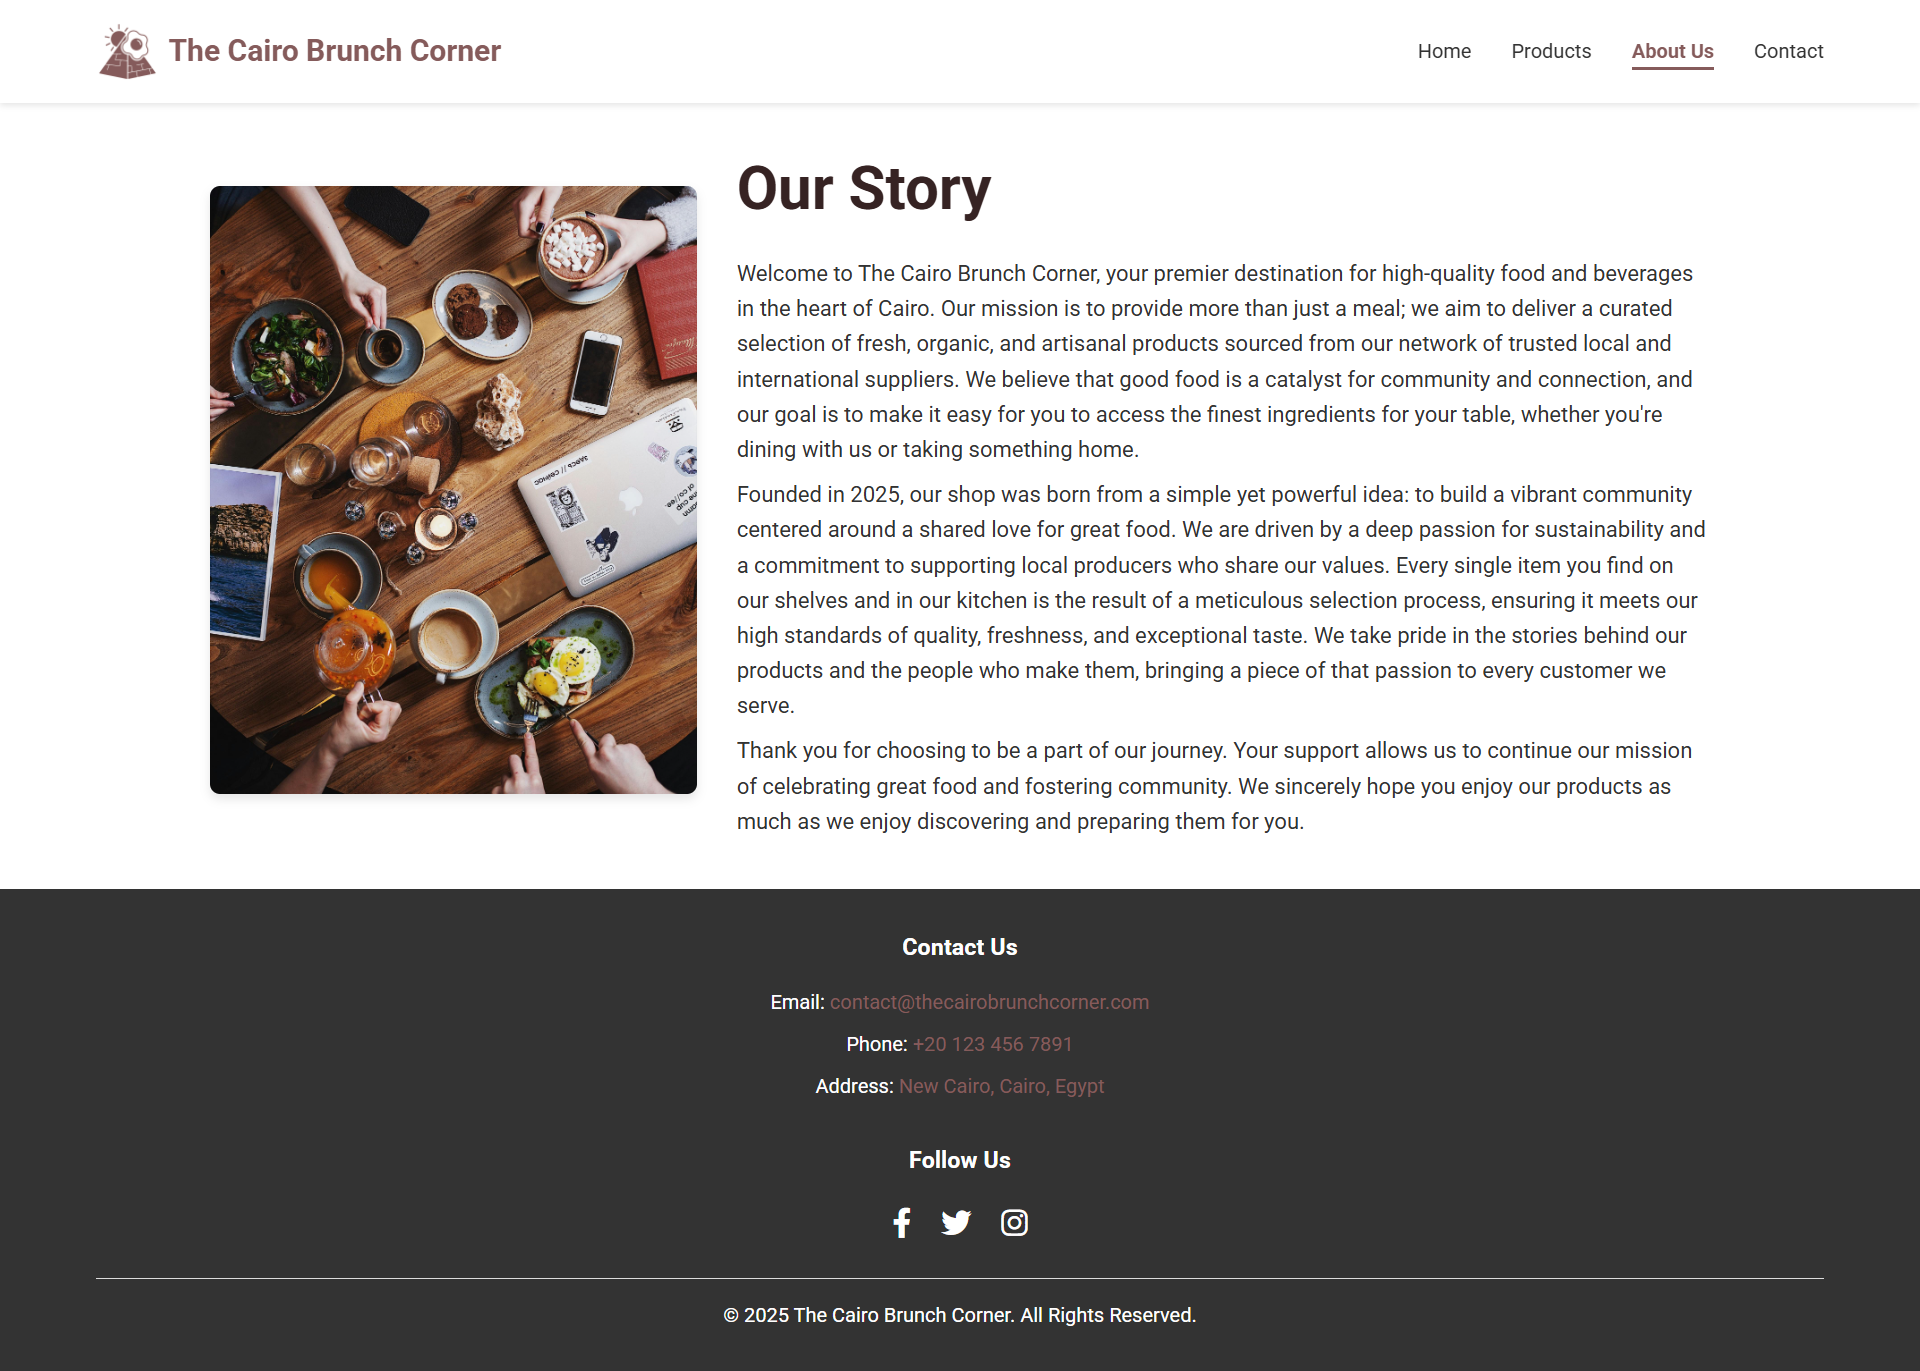 The Cairo Brunch Corner
Home
Products
About Us
Contact
Our Story
Welcome to The Cairo Brunch Corner, your premier destination for high-quality food and beverages
in the heart of Cairo. Our mission is to provide more than just a meal; we aim to deliver a curated
selection of fresh, organic, and artisanal products sourced from our network of trusted local and
international suppliers. We believe that good food is a catalyst for community and connection, and
our goal is to make it easy for you to access the finest ingredients for your table, whether you're
dining with us or taking something home.
Founded in 2025, our shop was born from a simple yet powerful idea: to build a vibrant community
centered around a shared love for great food. We are driven by a deep passion for sustainability and
a commitment to supporting local producers who share our values. Every single item you find on
our shelves and in our kitchen is the result of a meticulous selection process, ensuring it meets our
high standards of quality, freshness, and exceptional taste. We take pride in the stories behind our
products and the people who make them, bringing a piece of that passion to every customer we
serve.
Thank you for choosing to be a part of our journey. Your support allows us to continue our mission
of celebrating great food and fostering community. We sincerely hope you enjoy our products as
much as we enjoy discovering and preparing them for you.
Contact Us
Email: contact@thecairobrunchcorner.com
Phone: +20 123 456 7891
Address: New Cairo, Cairo, Egypt
Follow Us
© 2025 The Cairo Brunch Corner. All Rights Reserved.